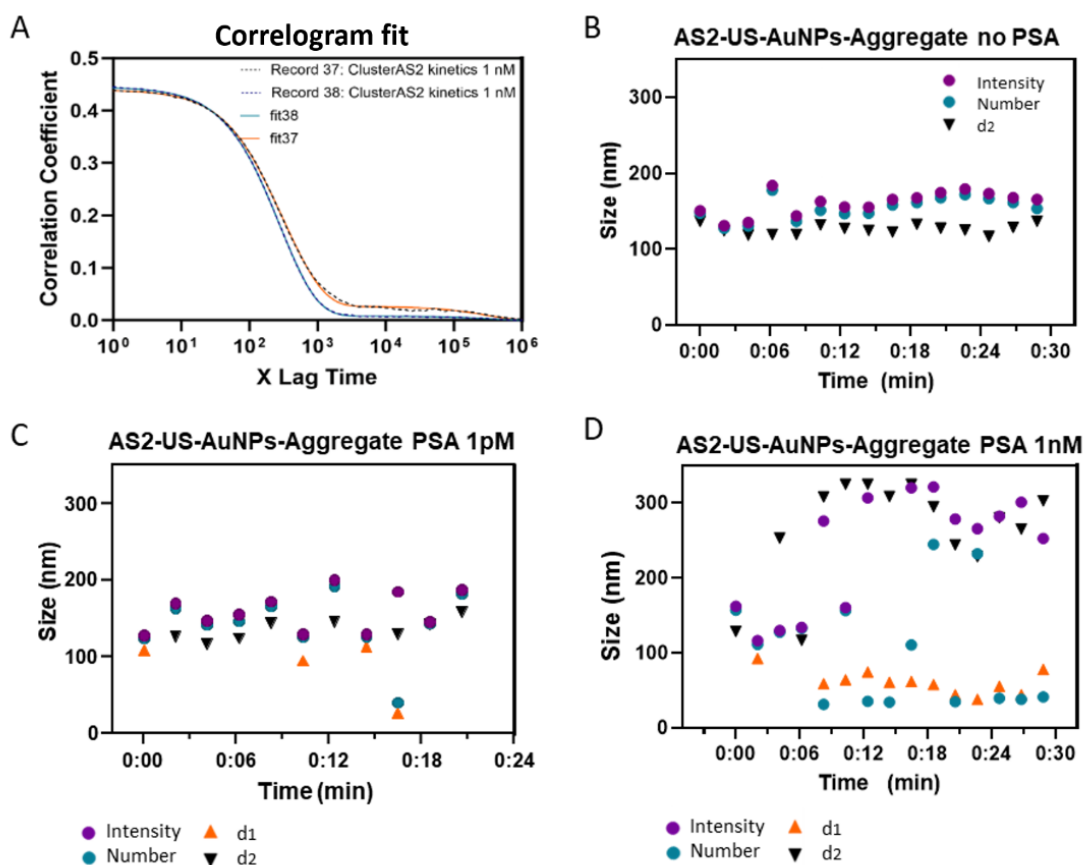 A
Correlogram fit
Correlation Coefficient
0.5
0.4
0.3
0.2
0.1
0.0
Record 37: ClusterAS2 kinetics 1 nM
Record 38: ClusterAS2 kinetics 1 nM
fit38
fit37
10⁰ 10¹ 10² 10³ 10⁴ 10⁵ 10⁶
X Lag Time
B
AS2-US-AuNPs-Aggregate no PSA
Size (nm)
300
200
100
0
Intensity
Number
d2
0:00 0:06 0:12 0:18 0:24 0:30
Time (min)
C
AS2-US-AuNPs-Aggregate PSA 1pM
Size (nm)
300
200
100
0
0:00 0:06 0:12 0:18 0:24
Time (min)
Intensity d1
Number d2
D
AS2-US-AuNPs-Aggregate PSA 1nM
Size (nm)
300
200
100
0
0:00 0:06 0:12 0:18 0:24 0:30
Time (min)
Intensity d1
Number d2